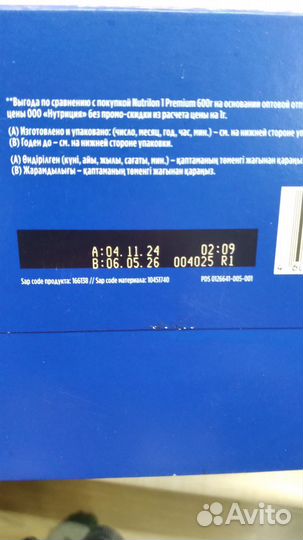 **Выгода по сравнению с покупкой Nutrilon 1 Premium 600г на основании оптовой отп
цены ООО «Нутриция» без промо-скидки из расчета цены на 1г.
(А) Изготовлено и упаковано: (число, месяц, год, час, мин.) – см. на нижней стороне
(В) Годен до – см. на нижней стороне упаковки.
(А) Өндірілген (күні, айы, жылы, сағаты, мин.) – қаптаманың төменгі жағынан қараңыз.
(В) Жарамдылығы – қаптаманың төменгі жағынан қараңыз.
A:04.11.24 02:09
B:06.05.26 004025 R1
Sap code продукта: 166138 // Sap code материала: 10451740 PDS 0126641-005-001
Avito